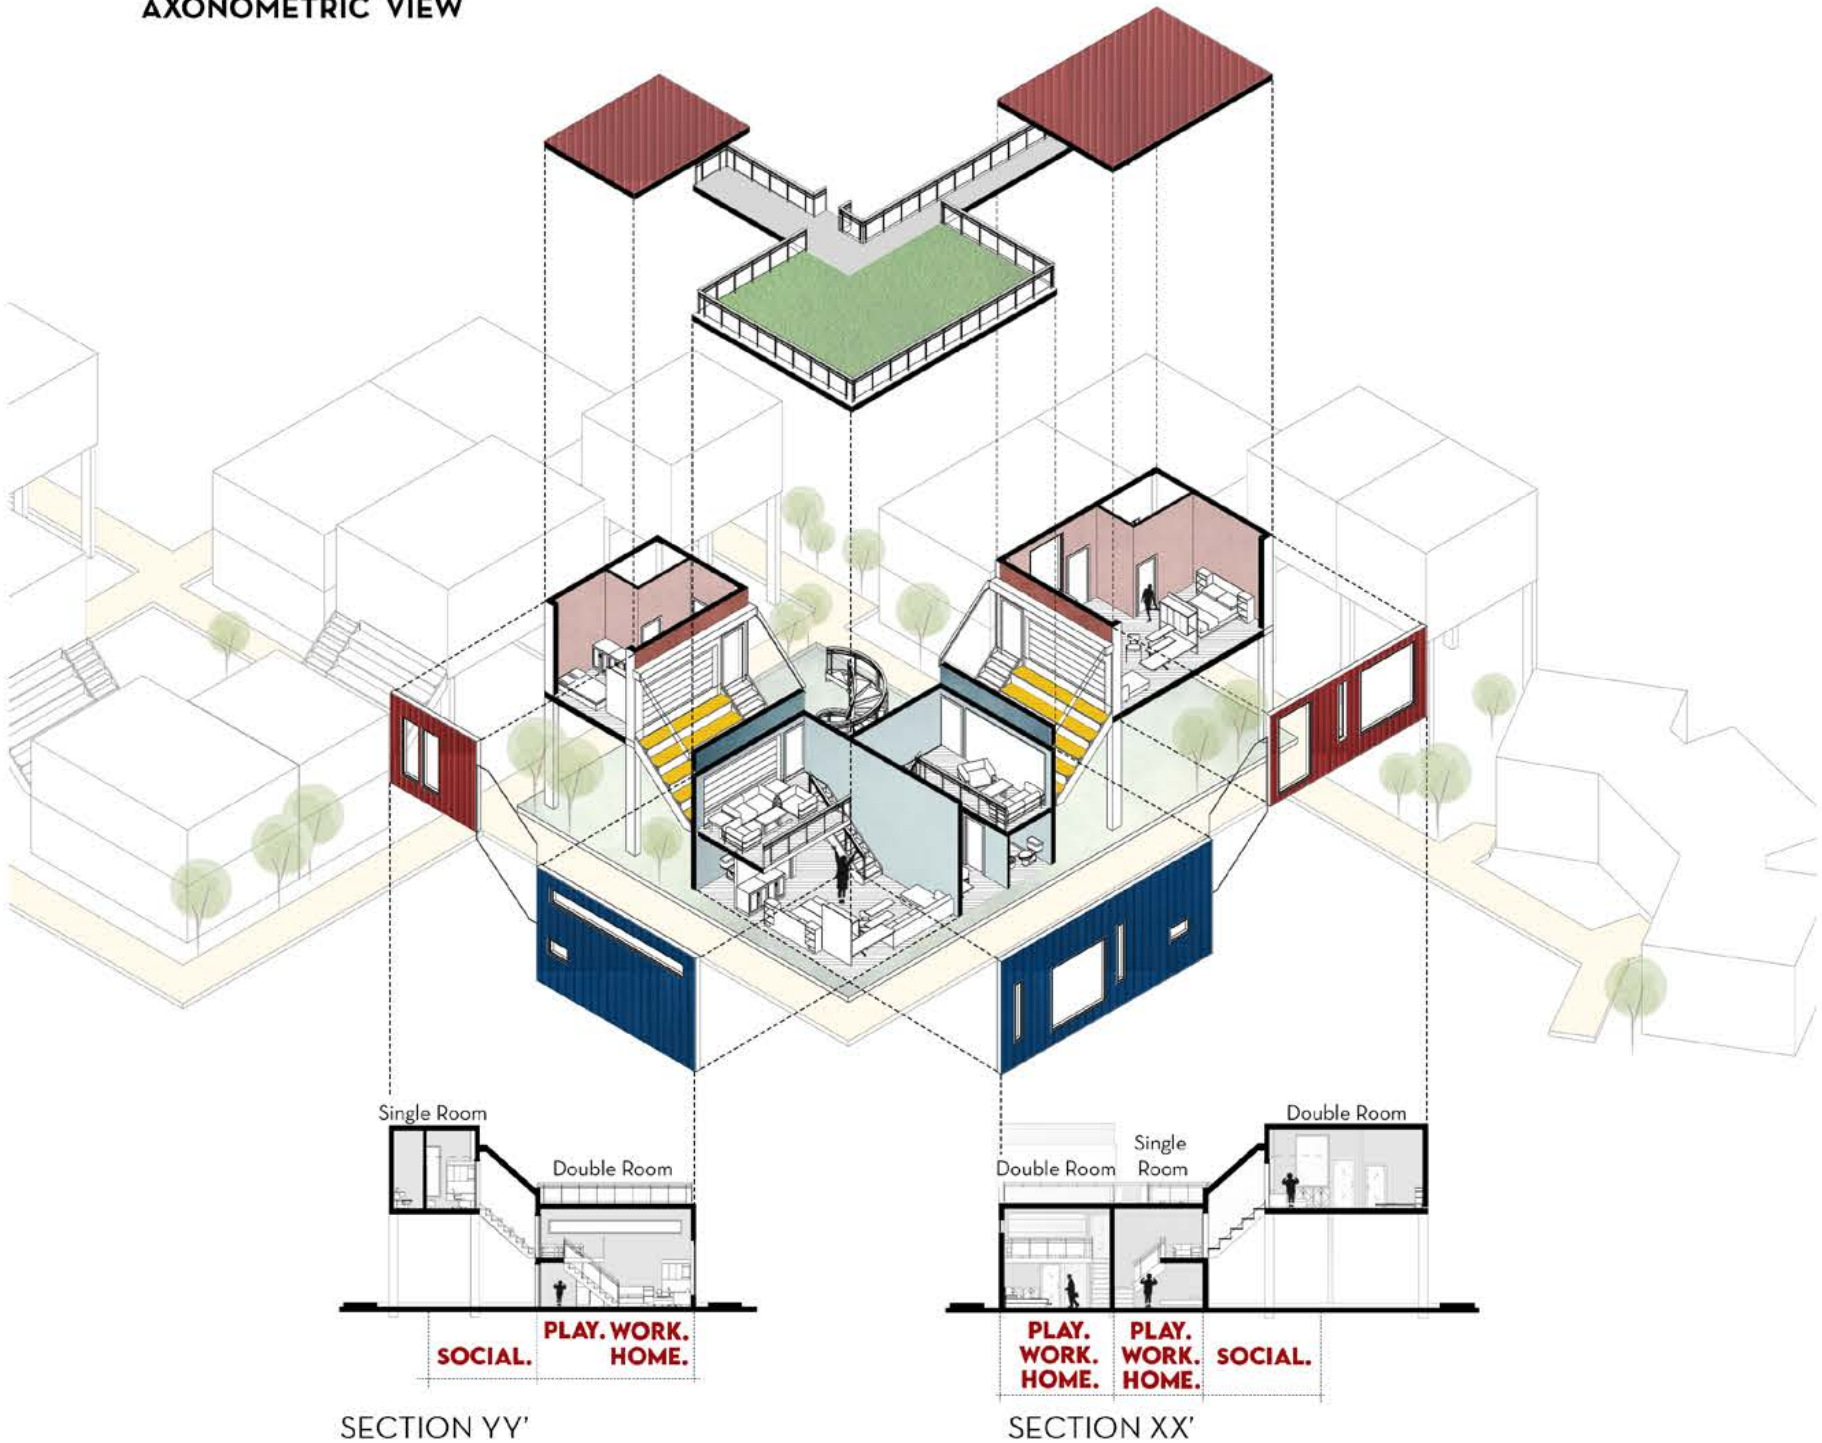 AXONOMETRIC VIEW
Single Room
Double Room
SOCIAL.
PLAY. WORK.
HOME.
SECTION YY'
Double Room
Single
Room
Double Room
PLAY.
WORK.
HOME.
PLAY.
WORK.
HOME.
SOCIAL.
SECTION XX'